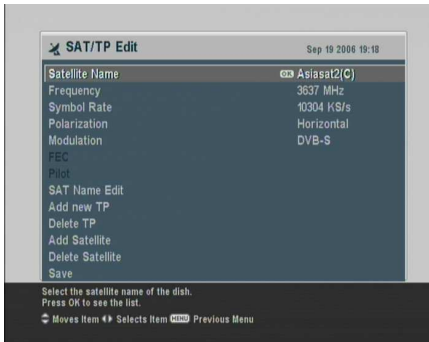 SAT/TP Edit Sep 19 2006 19:18
Satellite Name OK Asiasat2(C)
Frequency 3637 MHz
Symbol Rate 10304 KS/s
Polarization Horizontal
Modulation DVB-S
FEC
Pilot
SAT Name Edit
Add new TP
Delete TP
Add Satellite
Delete Satellite
Save
Select the satellite name of the dish.
Press OK to see the list.
Moves Item Selects Item MENU Previous Menu